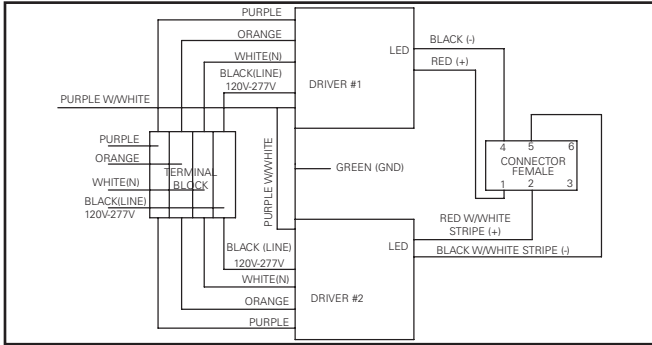 PURPLE
ORANGE
WHITE(N)
BLACK(LINE)
120V-277V
PURPLE W/WHITE
LED
DRIVER #1
BLACK (-)
RED (+)
PURPLE
ORANGE
WHITE(N)
BLACK(LINE)
120V-277V
TERMINAL
BLOCK
PURPLE W/WHITE
GREEN (GND)
4 5 6
CONNECTOR
FEMALE
1 2 3
RED W/WHITE
STRIPE (+)
BLACK W/WHITE STRIPE (-)
LED
DRIVER #2
BLACK (LINE)
120V-277V
WHITE(N)
ORANGE
PURPLE